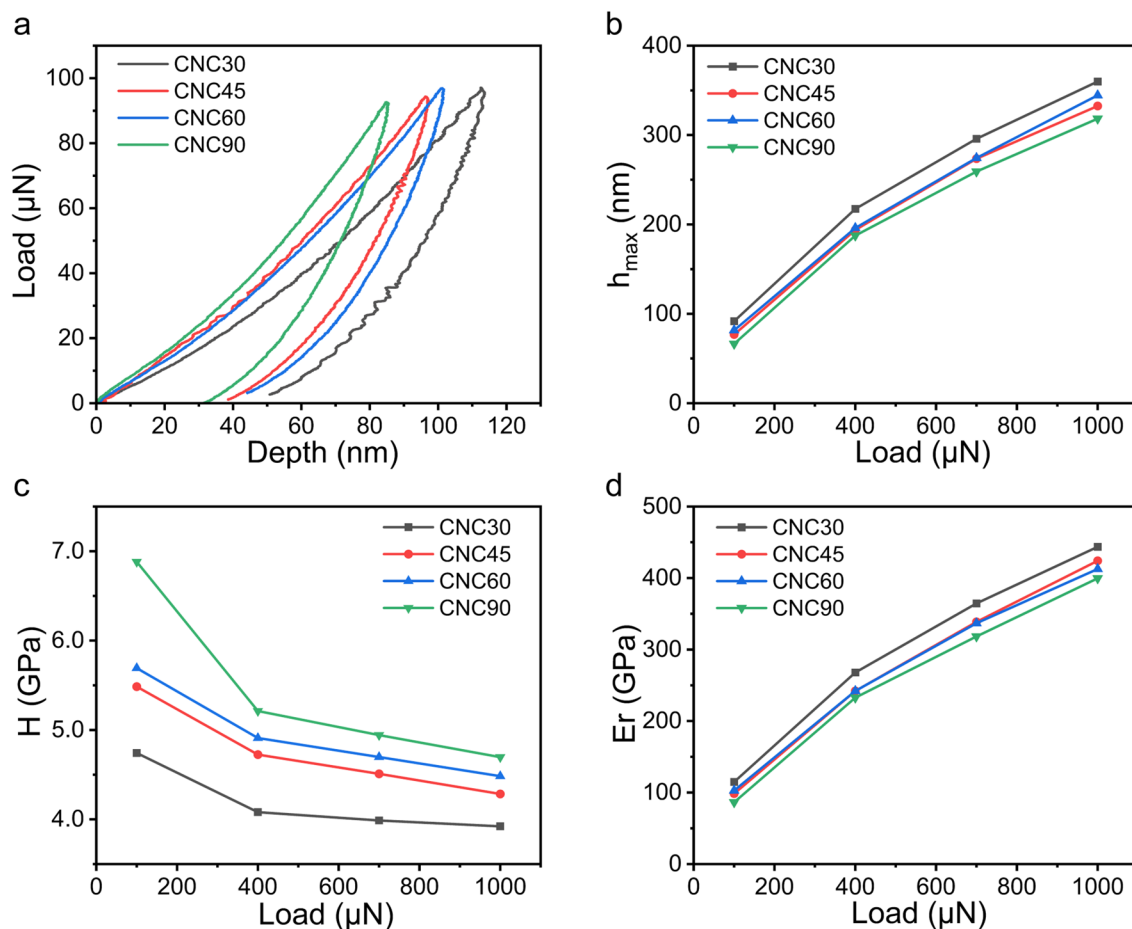 a
CNC30
CNC45
CNC60
CNC90
100
80
60
40
20
0
Load (μN)
0 20 40 60 80 100 120
Depth (nm)
b
CNC30
CNC45
CNC60
CNC90
400
300
200
100
0
hmax (nm)
0 200 400 600 800 1000
Load (μN)
c
CNC30
CNC45
CNC60
CNC90
7.0
6.0
5.0
4.0
H (GPa)
0 200 400 600 800 1000
Load (μN)
d
CNC30
CNC45
CNC60
CNC90
500
400
300
200
100
0
Er (GPa)
0 200 400 600 800 1000
Load (μN)